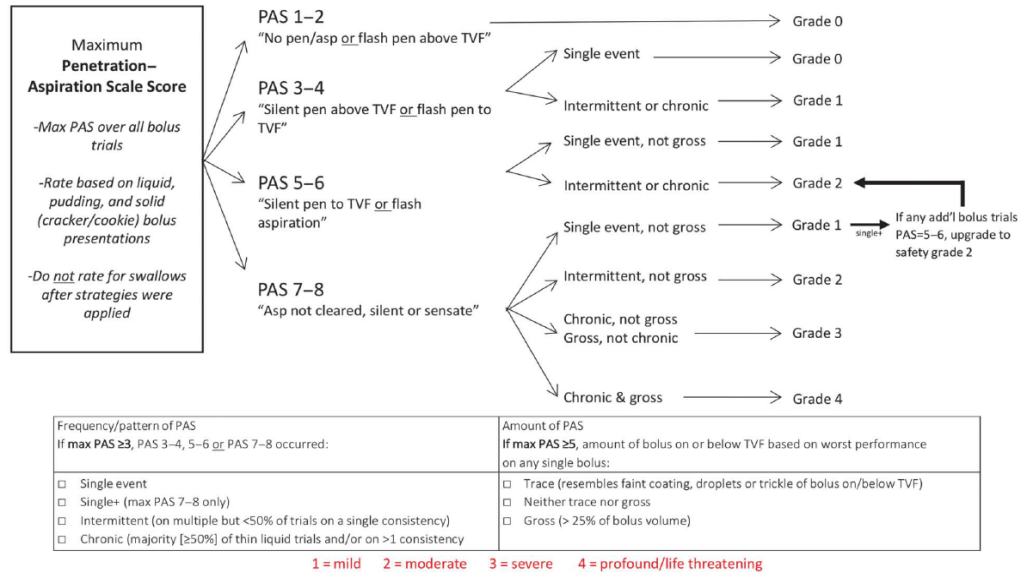 Maximum
Penetration–
Aspiration Scale Score
-Max PAS over all bolus
trials
-Rate based on liquid,
pudding, and solid
(cracker/cookie) bolus
presentations
-Do not rate for swallows
after strategies were
applied
PAS 1–2
“No pen/asp or flash pen above TVF”
Grade 0
PAS 3–4
“Silent pen above TVF or flash pen to
TVF”
Single event
Grade 0
Intermittent or chronic
Grade 1
PAS 5–6
“Silent pen to TVF or flash
aspiration”
Single event, not gross
Grade 1
Intermittent or chronic
Grade 2
PAS 7–8
“Asp not cleared, silent or sensate”
Single event, not gross
Grade 1
single+
If any add’l bolus trials
PAS=5–6, upgrade to
safety grade 2
Intermittent, not gross
Grade 2
Chronic, not gross
Gross, not chronic
Grade 3
Chronic & gross
Grade 4
Frequency/pattern of PAS
If max PAS ≥3, PAS 3–4, 5–6 or PAS 7–8 occurred:
☐ Single event
☐ Single+ (max PAS 7–8 only)
☐ Intermittent (on multiple but <50% of trials on a single consistency)
☐ Chronic (majority [≥50%] of thin liquid trials and/or on >1 consistency
Amount of PAS
If max PAS ≥5, amount of bolus on or below TVF based on worst performance
on any single bolus:
☐ Trace (resembles faint coating, droplets or trickle of bolus on/below TVF)
☐ Neither trace nor gross
☐ Gross (> 25% of bolus volume)
1 = mild 2 = moderate 3 = severe 4 = profound/life threatening